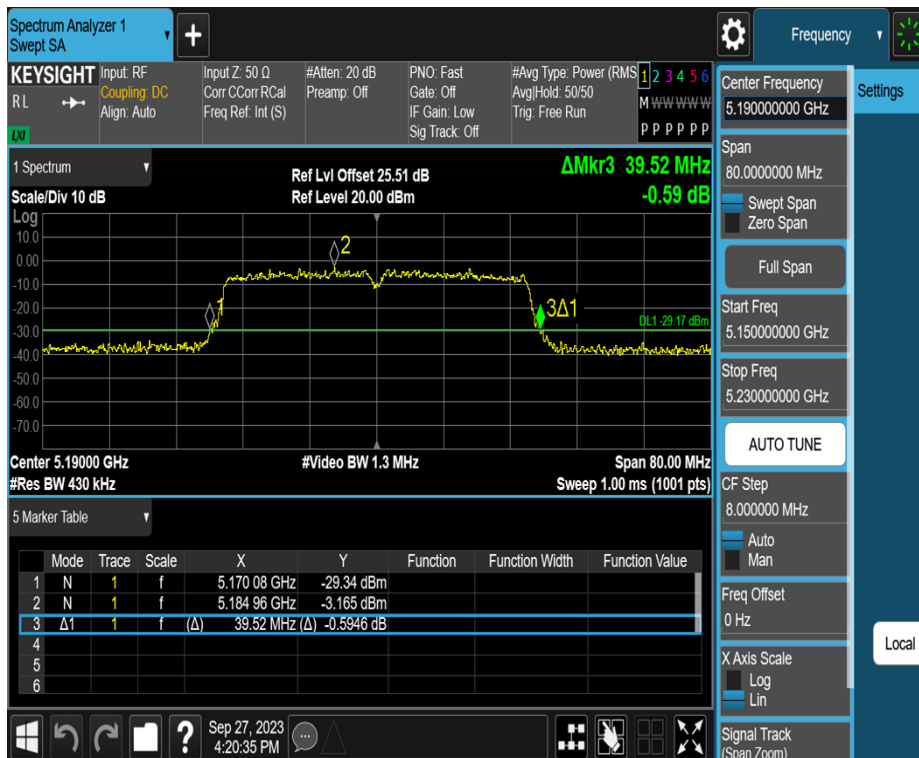 Spectrum Analyzer 1
Swept SA
Frequency
KEYSIGHT
RL
LXI
Input: RF
Coupling: DC
Align: Auto
Input Z: 50 Ω
Corr CCorr RCal
Freq Ref: Int (S)
#Atten: 20 dB
Preamp: Off
PNO: Fast
Gate: Off
IF Gain: Low
Sig Track: Off
#Avg Type: Power (RMS
Avg|Hold: 50/50
Trig: Free Run
1 2 3 4 5 6
M W W W W W
P P P P P P
1 Spectrum
Scale/Div 10 dB
Ref Lvl Offset 25.51 dB
Ref Level 20.00 dBm
ΔMkr3 39.52 MHz
-0.59 dB
Log
10.0
0.00
-10.0
-20.0
-30.0
-40.0
-50.0
-60.0
-70.0
1
2
3Δ1
DL1 -29.17 dBm
Center 5.19000 GHz
#Video BW 1.3 MHz
Span 80.00 MHz
#Res BW 430 kHz
Sweep 1.00 ms (1001 pts)
5 Marker Table
Mode Trace Scale X Y Function Function Width Function Value
1 N 1 f 5.170 08 GHz -29.34 dBm
2 N 1 f 5.184 96 GHz -3.165 dBm
3 Δ1 1 f (Δ) 39.52 MHz (Δ) -0.5946 dB
4
5
6
Sep 27, 2023
4:20:35 PM
Center Frequency
5.190000000 GHz
Settings
Span
80.0000000 MHz
Swept Span
Zero Span
Full Span
Start Freq
5.150000000 GHz
Stop Freq
5.230000000 GHz
AUTO TUNE
CF Step
8.000000 MHz
Auto
Man
Freq Offset
0 Hz
Local
X Axis Scale
Log
Lin
Signal Track
(Span Zoom)